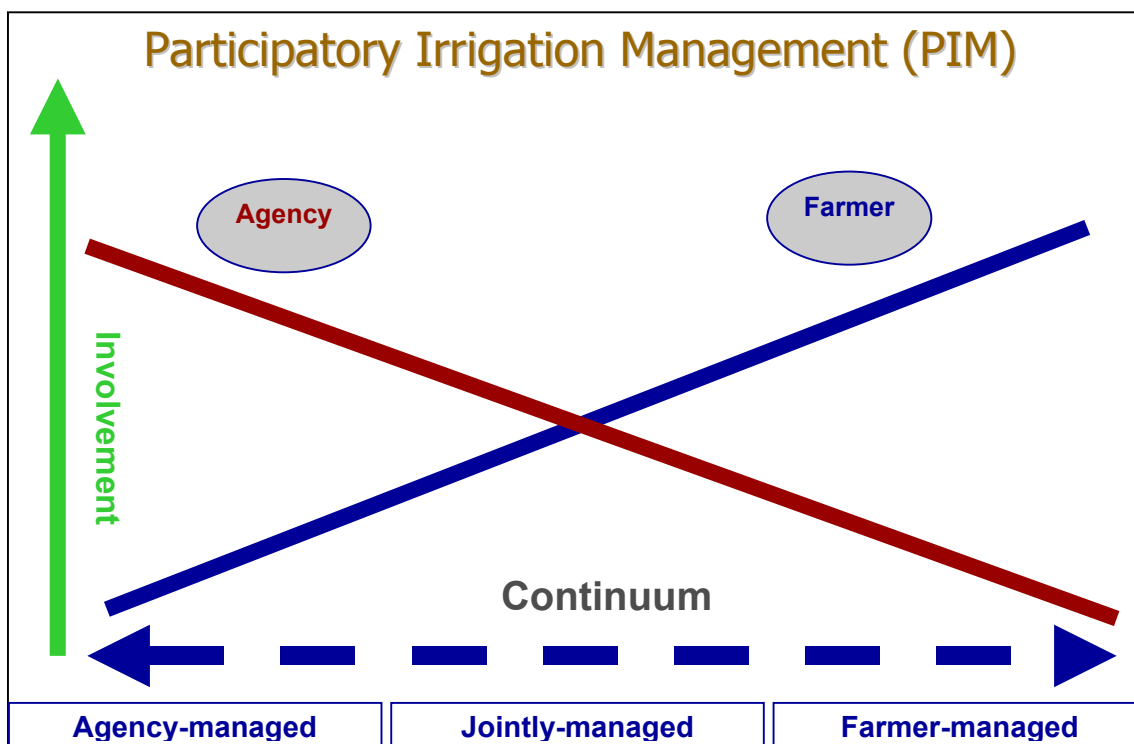 Participatory Irrigation Management (PIM)
Agency
Farmer
Involvement
Continuum
Agency-managed
Jointly-managed
Farmer-managed